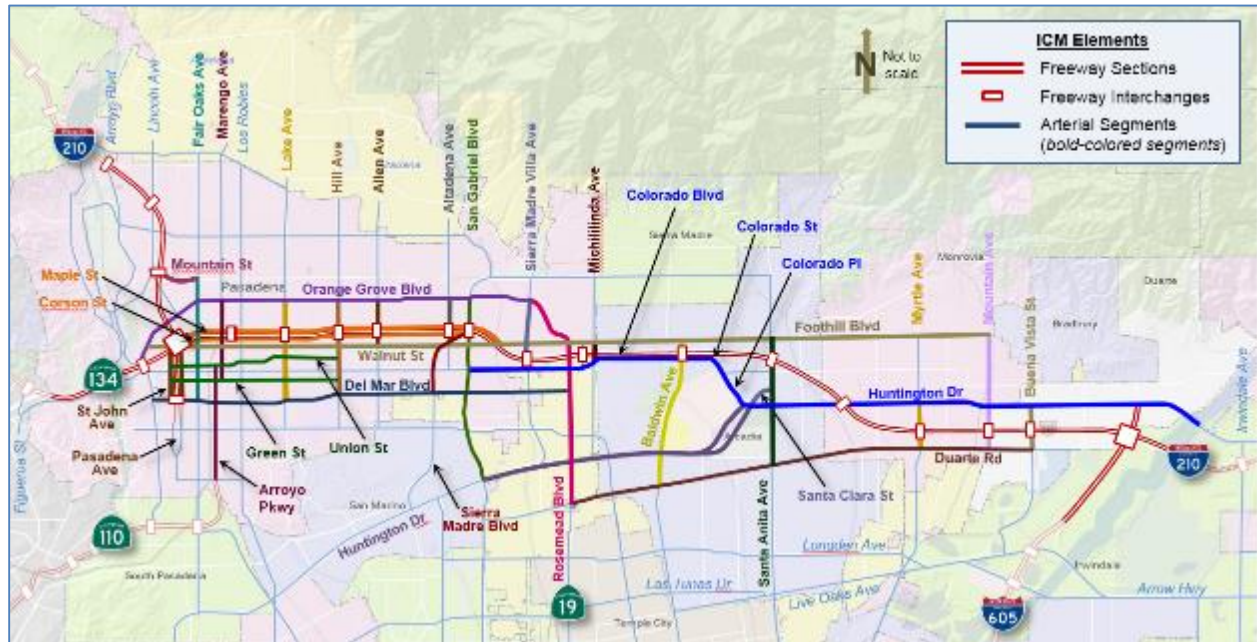 Arroyo Blvd
Lincoln Ave
Fair Oaks Ave
Marengo Ave
Los Robles
Lake Ave
Hill Ave
Allen Ave
Altadena Ave
San Gabriel Blvd
Sierra Madre Villa Ave
Michillinda Ave
N
Not to
scale
ICM Elements
Freeway Sections
Freeway Interchanges
Arterial Segments
(bold-colored segments)
210
Colorado Blvd
Colorado St
Colorado Pl
Sierra Madre
Monrovia
Duarte
Bradbury
Mountain St
Maple St
Pasadena
Orange Grove Blvd
Corson St
Walnut St
Foothill Blvd
Myrtle Ave
Mountain Ave
Buena Vista St
134
Del Mar Blvd
Huntington Dr
Irwindale Ave
St John
Ave
Baldwin Ave
Arcadia
Pasadena
Ave
Green St
Union St
Duarte Rd
210
Figueroa St
Arroyo
Pkwy
San Marino
Huntington Dr
Sierra
Madre Blvd
Rosemead Blvd
Santa Anita Ave
Santa Clara St
110
Longden Ave
South Pasadena
Las Tunas Dr
Live Oaks Ave
Irwindale
Arrow Hwy
19
Temple City
605